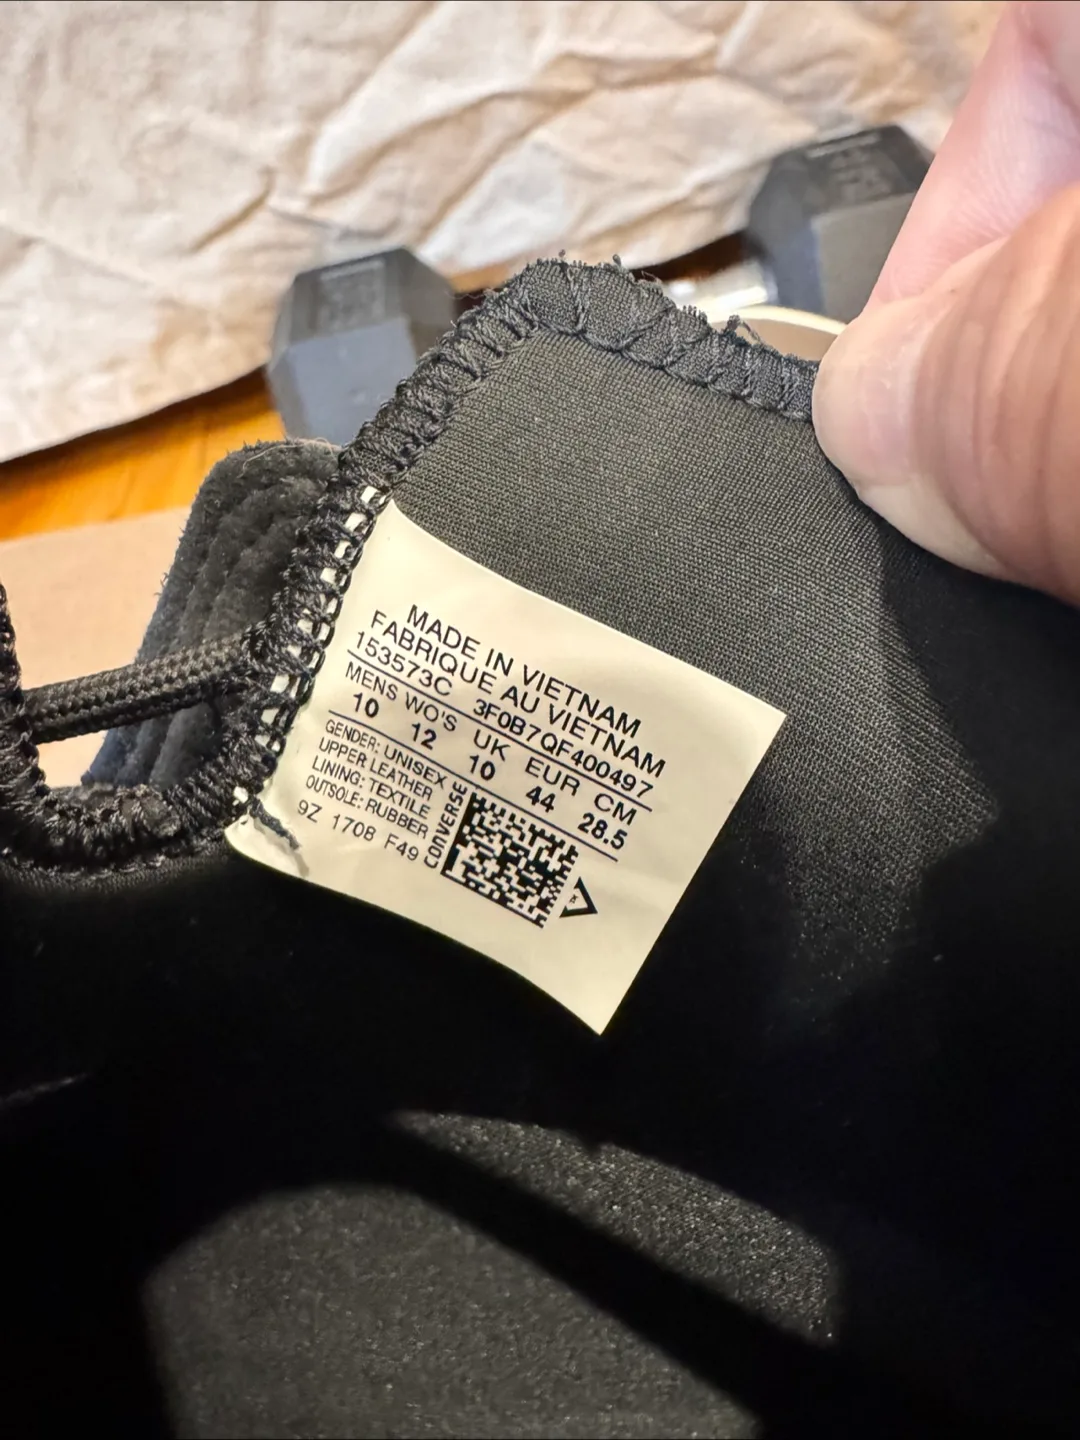 MADE IN VIETNAM
FABRIQUE AU VIETNAM
153573C 3F0B7QF400497
MENS WO'S UK EUR CM
10 12 10 44 28.5
GENDER: UNISEX
UPPER LEATHER
LINING: TEXTILE
OUTSOLE: RUBBER
9Z 1708 F49
CONVERSE